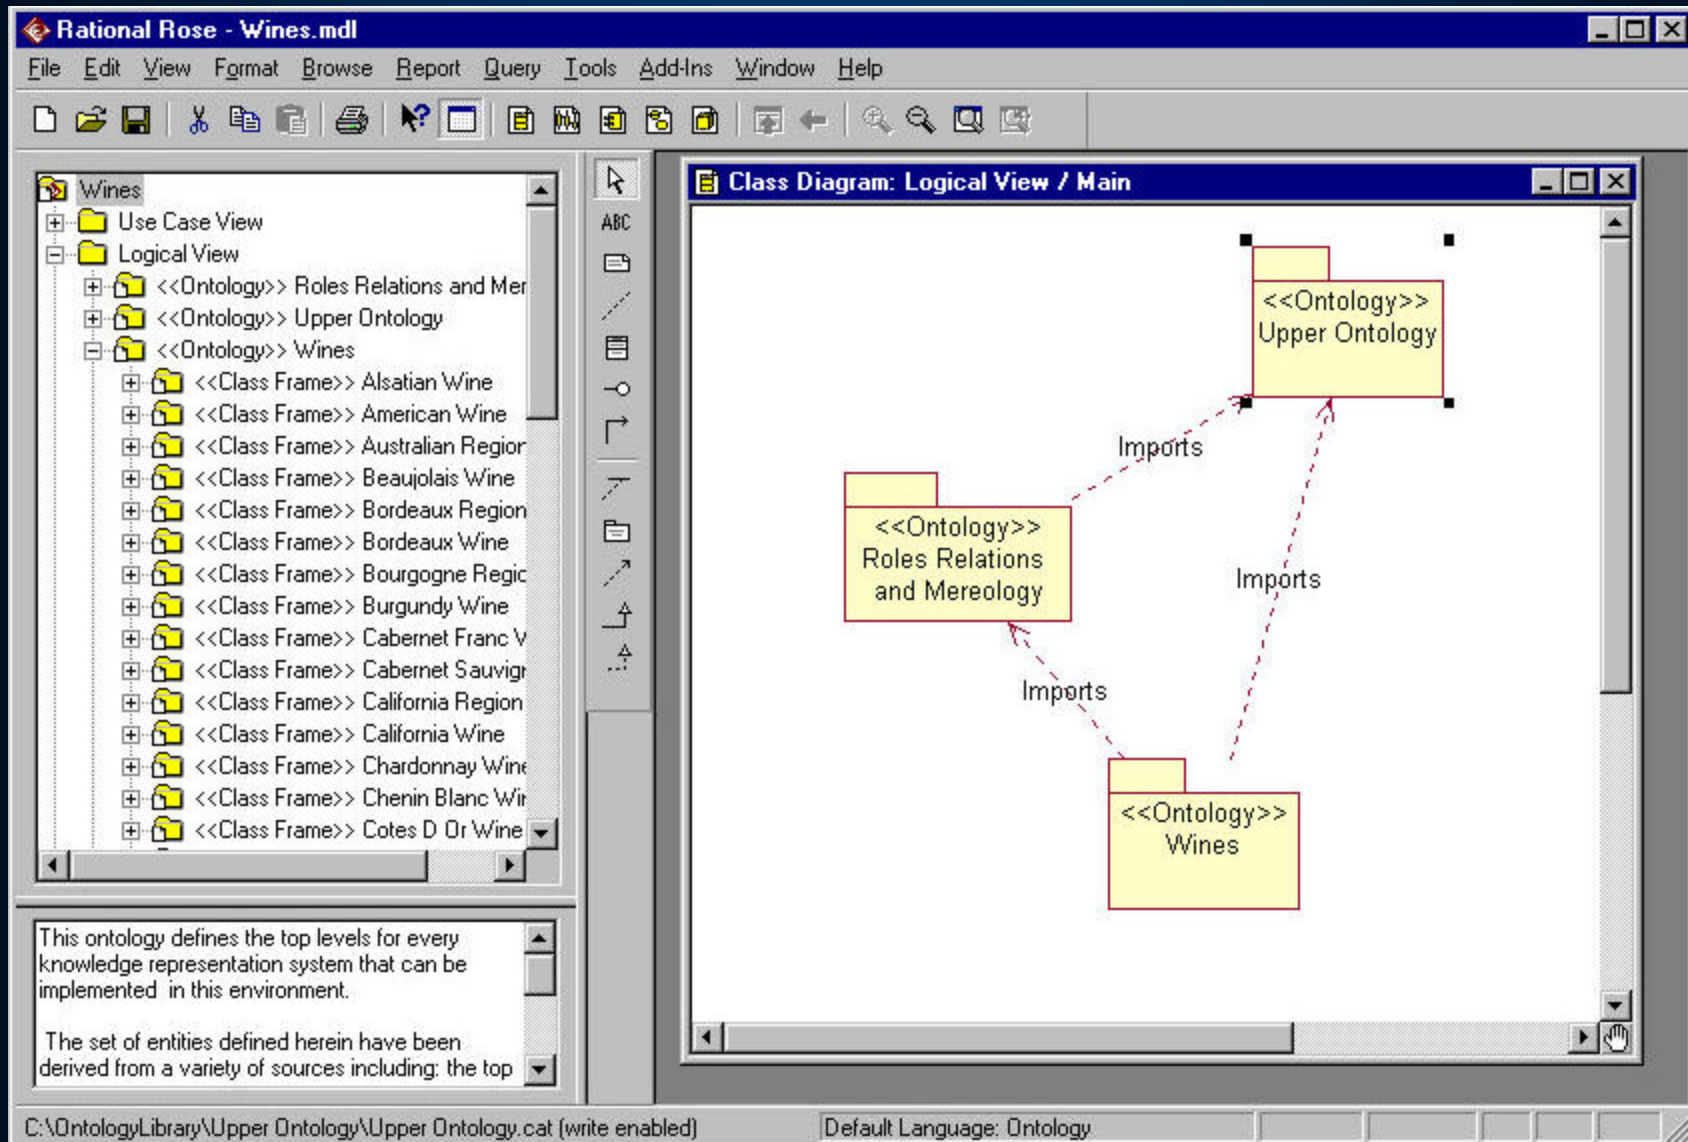 Rational Rose - Wines.mdl
File Edit View Format Browse Report Query Tools Add-Ins Window Help
Wines
Use Case View
Logical View
<<Ontology>> Roles Relations and Mer
<<Ontology>> Upper Ontology
<<Ontology>> Wines
<<Class Frame>> Alsatian Wine
<<Class Frame>> American Wine
<<Class Frame>> Australian Region
<<Class Frame>> Beaujolais Wine
<<Class Frame>> Bordeaux Region
<<Class Frame>> Bordeaux Wine
<<Class Frame>> Bourgogne Regic
<<Class Frame>> Burgundy Wine
<<Class Frame>> Cabernet Franc W
<<Class Frame>> Cabernet Sauvigr
<<Class Frame>> California Region
<<Class Frame>> California Wine
<<Class Frame>> Chardonnay Wine
<<Class Frame>> Chenin Blanc Wir
<<Class Frame>> Cotes D Or Wine
This ontology defines the top levels for every
knowledge representation system that can be
implemented in this environment.
The set of entities defined herein have been
derived from a variety of sources including: the top
ABC
Class Diagram: Logical View / Main
<<Ontology>>
Upper Ontology
Imports
<<Ontology>>
Roles Relations
and Mereology
Imports
Imports
<<Ontology>>
Wines
C:\OntologyLibrary\Upper Ontology\Upper Ontology.cat (write enabled)
Default Language: Ontology